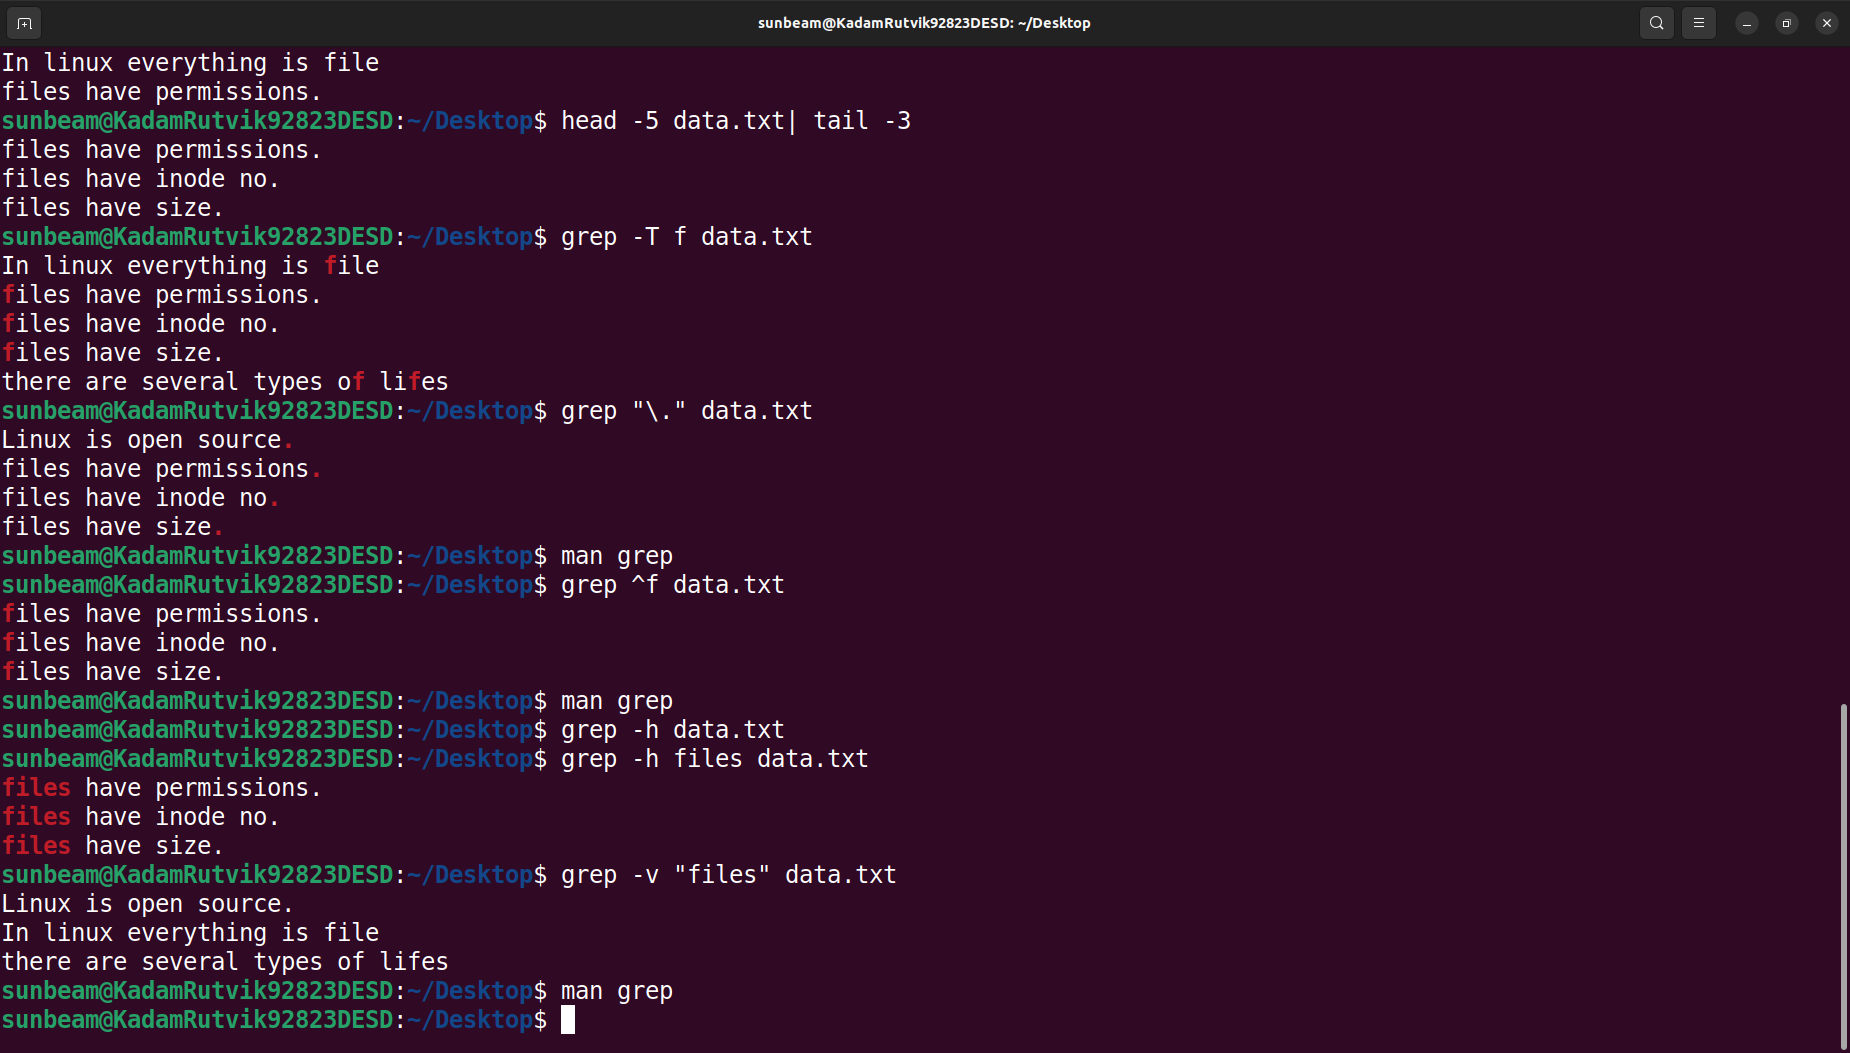 sunbeam@KadamRutvik92823DESD: ~/Desktop
In linux everything is file
files have permissions.
sunbeam@KadamRutvik92823DESD:~/Desktop$ head -5 data.txt| tail -3
files have permissions.
files have inode no.
files have size.
sunbeam@KadamRutvik92823DESD:~/Desktop$ grep -T f data.txt
In linux everything is file
files have permissions.
files have inode no.
files have size.
there are several types of lifes
sunbeam@KadamRutvik92823DESD:~/Desktop$ grep "\." data.txt
Linux is open source.
files have permissions.
files have inode no.
files have size.
sunbeam@KadamRutvik92823DESD:~/Desktop$ man grep
sunbeam@KadamRutvik92823DESD:~/Desktop$ grep ^f data.txt
files have permissions.
files have inode no.
files have size.
sunbeam@KadamRutvik92823DESD:~/Desktop$ man grep
sunbeam@KadamRutvik92823DESD:~/Desktop$ grep -h data.txt
sunbeam@KadamRutvik92823DESD:~/Desktop$ grep -h files data.txt
files have permissions.
files have inode no.
files have size.
sunbeam@KadamRutvik92823DESD:~/Desktop$ grep -v "files" data.txt
Linux is open source.
In linux everything is file
there are several types of lifes
sunbeam@KadamRutvik92823DESD:~/Desktop$ man grep
sunbeam@KadamRutvik92823DESD:~/Desktop$